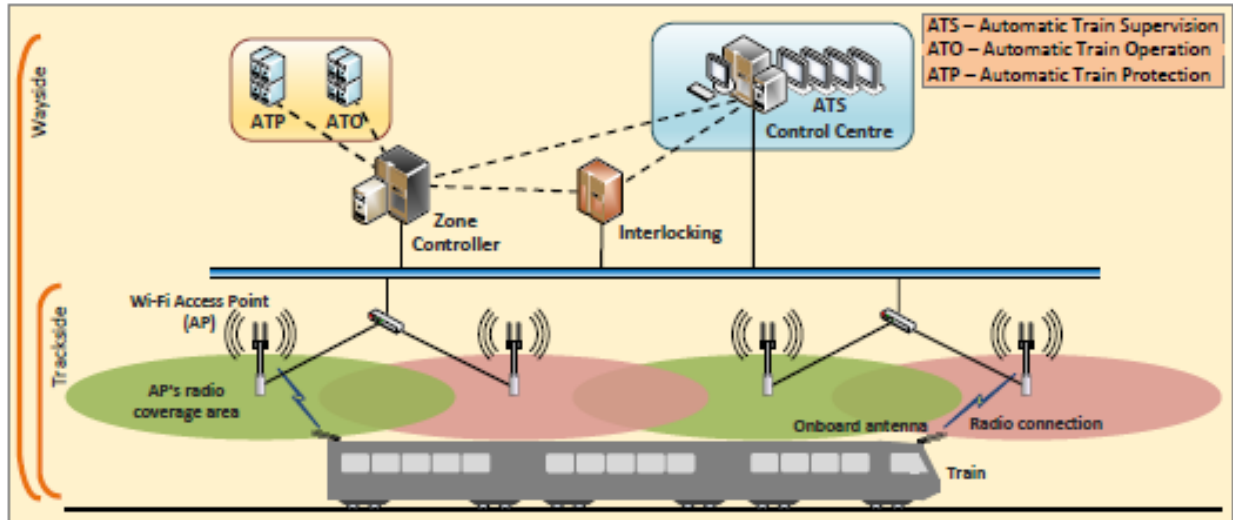 ATS – Automatic Train Supervision
ATO – Automatic Train Operation
ATP – Automatic Train Protection
Wayside
ATP
ATO
ATS
Control Centre
Zone
Controller
Interlocking
Trackside
Wi-Fi Access Point
(AP)
AP's radio
coverage area
Onboard antenna
Radio connection
Train